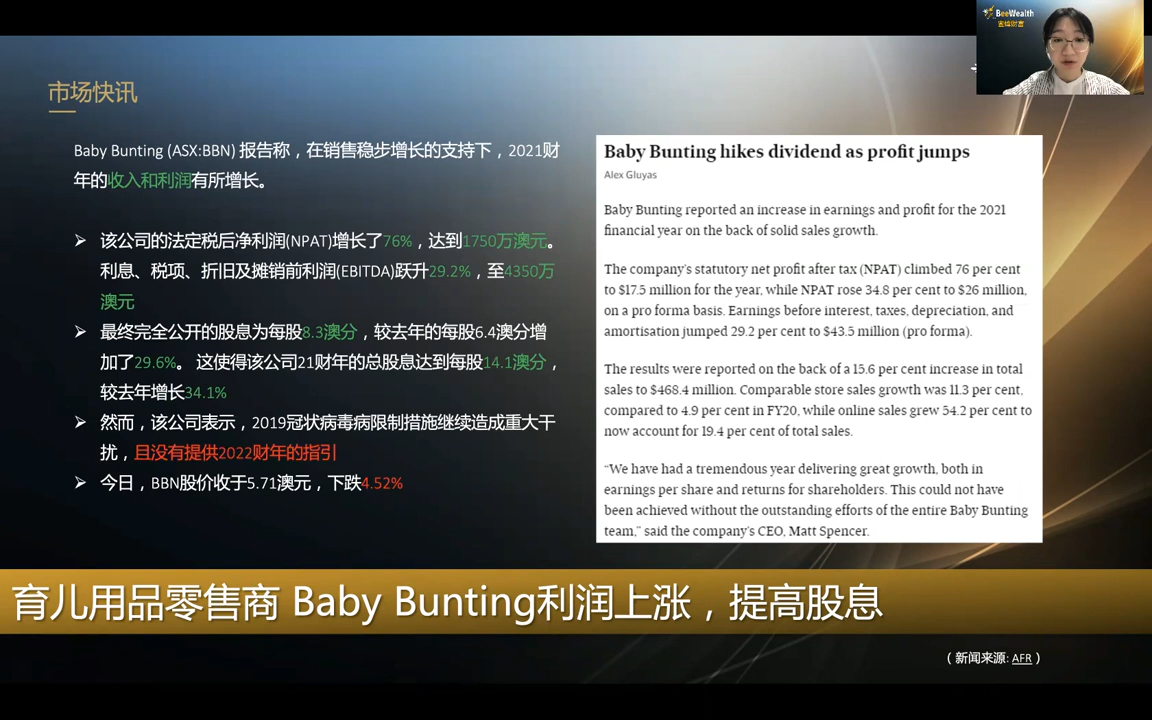 BeeWealth
市场快讯
Baby Bunting (ASX:BBN) 报告称，在销售稳步增长的支持下，2021财
年的收入和利润有所增长。
➢ 该公司的法定税后净利润(NPAT)增长了76%，达到1750万澳元。
利息、税项、折旧及摊销前利润(EBITDA)跃升29.2%，至4350万
澳元
➢ 最终完全公开的股息为每股8.3澳分，较去年的每股6.4澳分增
加了29.6%。 这使得该公司21财年的总股息达到每股14.1澳分，
较去年增长34.1%
➢ 然而，该公司表示，2019冠状病毒病限制措施继续造成重大干
扰，且没有提供2022财年的指引
➢ 今日，BBN股价收于5.71澳元，下跌4.52%
Baby Bunting hikes dividend as profit jumps
Alex Gluyas
Baby Bunting reported an increase in earnings and profit for the 2021
financial year on the back of solid sales growth.
The company's statutory net profit after tax (NPAT) climbed 76 per cent
to $17.5 million for the year, while NPAT rose 34.8 per cent to $26 million,
on a pro forma basis. Earnings before interest, taxes, depreciation, and
amortisation jumped 29.2 per cent to $43.5 million (pro forma).
The results were reported on the back of a 15.6 per cent increase in total
sales to $468.4 million. Comparable store sales growth was 11.3 per cent,
compared to 4.9 per cent in FY20, while online sales grew 54.2 per cent to
now account for 19.4 per cent of total sales.
“We have had a tremendous year delivering great growth, both in
earnings per share and returns for shareholders. This could not have
been achieved without the outstanding efforts of the entire Baby Bunting
team,” said the company's CEO, Matt Spencer.
育儿用品零售商 Baby Bunting利润上涨，提高股息
（新闻来源: AFR ）